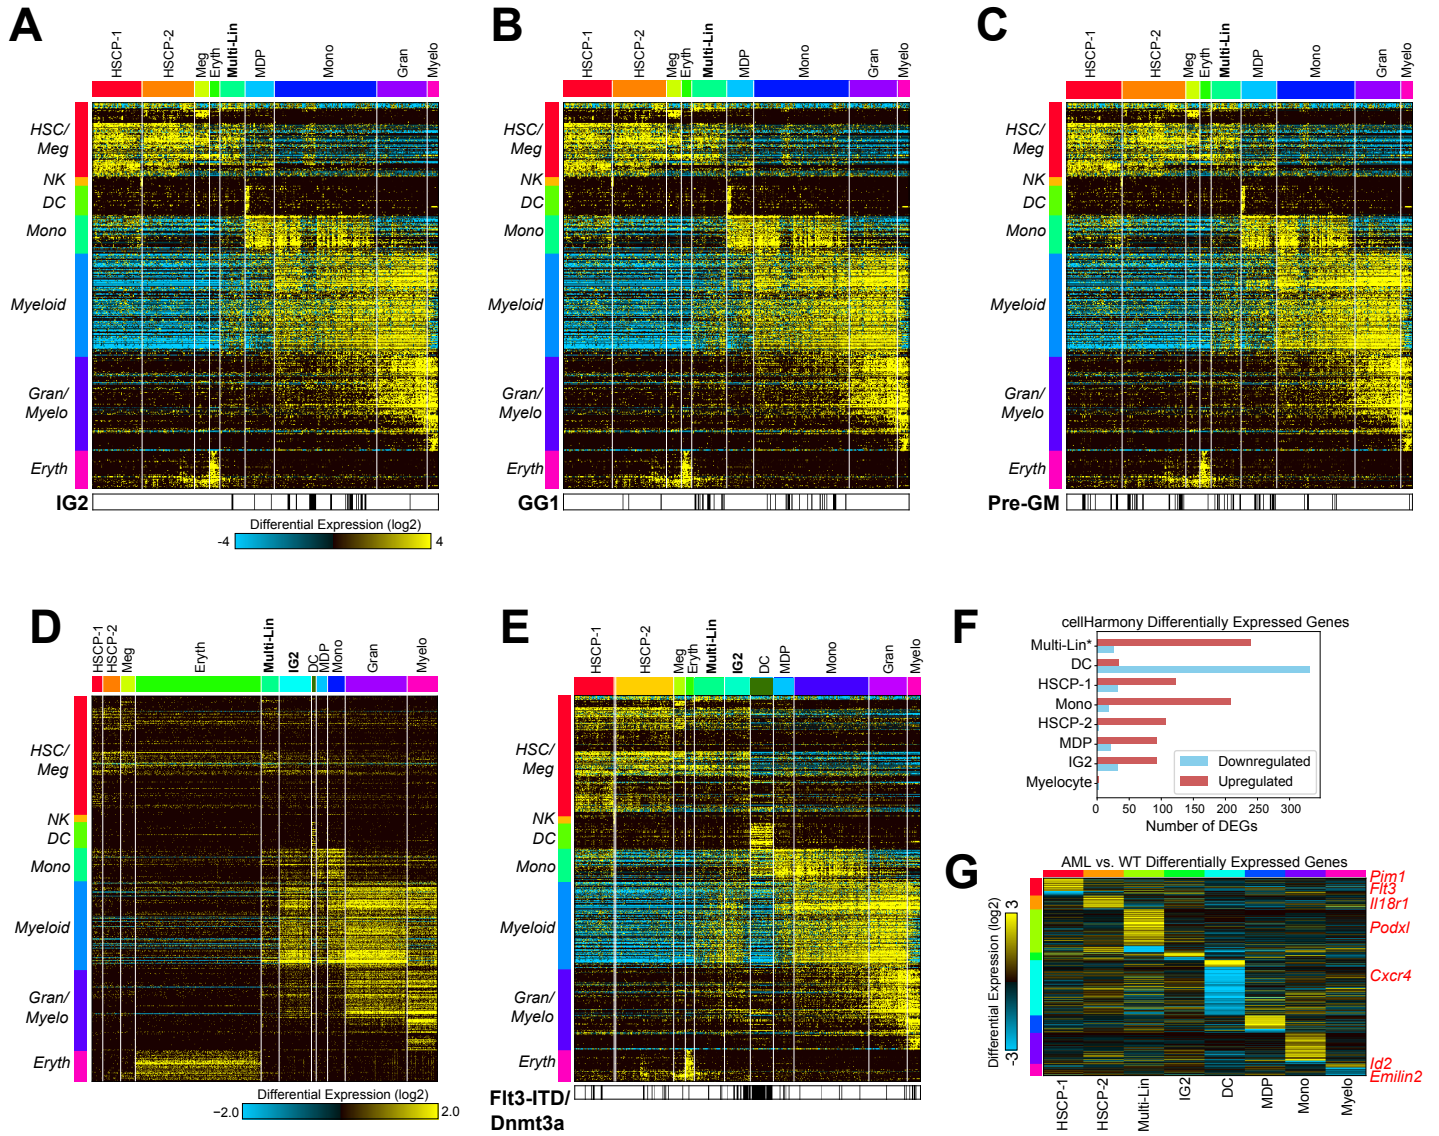 A
HSCP-1
HSCP-2
Meg
Eryth
Multi-Lin
MDP
Mono
Gran
Myelo
HSC/
Meg
NK
DC
Mono
Myeloid
Gran/
Myelo
Eryth
IG2
Differential Expression (log2)
-4
4
B
HSCP-1
HSCP-2
Meg
Eryth
Multi-Lin
MDP
Mono
Gran
Myelo
HSC/
Meg
NK
DC
Mono
Myeloid
Gran/
Myelo
Eryth
GG1
C
HSCP-1
HSCP-2
Meg
Eryth
Multi-Lin
MDP
Mono
Gran
Myelo
HSC/
Meg
NK
DC
Mono
Myeloid
Gran/
Myelo
Eryth
Pre-GM
D
HSCP-1
HSCP-2
Meg
Eryth
Multi-Lin
IG2
DC
MDP
Mono
Gran
Myelo
HSC/
Meg
NK
DC
Mono
Myeloid
Gran/
Myelo
Eryth
Differential Expression (log2)
−2.0
2.0
E
HSCP-1
HSCP-2
Meg
Eryth
Multi-Lin
IG2
DC
MDP
Mono
Gran
Myelo
HSC/
Meg
NK
DC
Mono
Myeloid
Gran/
Myelo
Eryth
Flt3-ITD/
Dnmt3a
F
cellHarmony Differentially Expressed Genes
Multi-Lin*
DC
HSCP-1
Mono
HSCP-2
MDP
IG2
Myelocyte
Downregulated
Upregulated
0 50 100 150 200 250 300
Number of DEGs
G
AML vs. WT Differentially Expressed Genes
Differential Expression (log2)
3
-3
Pim1
Flt3
Il18r1
Podxl
Cxcr4
Id2
Emilin2
HSCP-1
HSCP-2
Multi-Lin
IG2
DC
MDP
Mono
Myelo